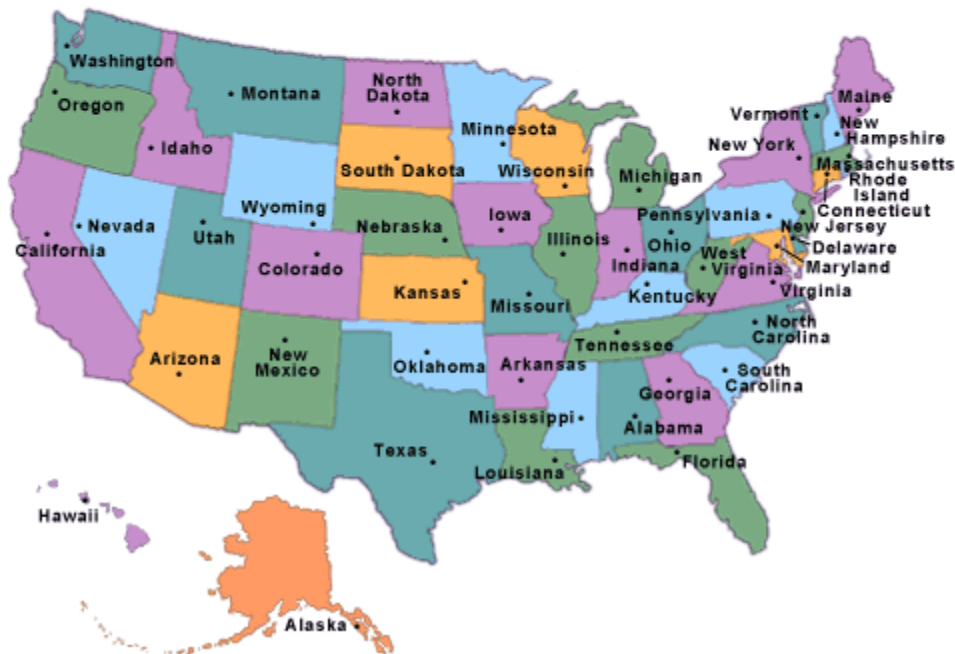 Washington
Oregon
Montana
Idaho
North
Dakota
Minnesota
Maine
Vermont
New
Hampshire
New York
South Dakota
Wisconsin
Michigan
Massachusetts
Rhode
Island
Connecticut
Wyoming
Nebraska
Iowa
Pennsylvania
New Jersey
California
Nevada
Utah
Colorado
Illinois
Indiana
Ohio
West
Virginia
Delaware
Maryland
Virginia
Kansas
Missouri
Kentucky
North
Carolina
Arizona
New
Mexico
Oklahoma
Arkansas
Tennessee
South
Carolina
Georgia
Mississippi
Alabama
Texas
Louisiana
Florida
Hawaii
Alaska